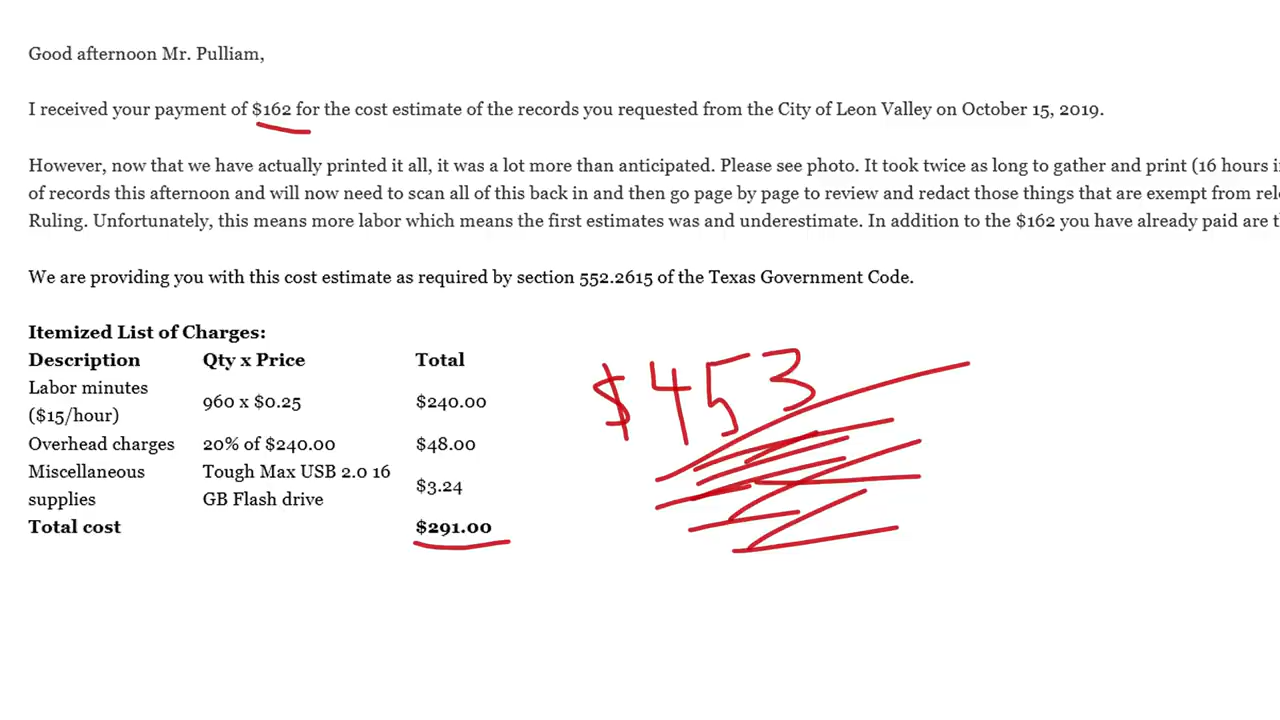 Good afternoon Mr. Pulliam,
I received your payment of $162 for the cost estimate of the records you requested from the City of Leon Valley on October 15, 2019.
However, now that we have actually printed it all, it was a lot more than anticipated. Please see photo. It took twice as long to gather and print (16 hours
of records this afternoon and will now need to scan all of this back in and then go page by page to review and redact those things that are exempt from
Ruling. Unfortunately, this means more labor which means the first estimates was and underestimate. In addition to the $162 you have already paid are
We are providing you with this cost estimate as required by section 552.2615 of the Texas Government Code.
Itemized List of Charges:
Description Qty x Price Total
Labor minutes
($15/hour) 960 x $0.25 $240.00
Overhead charges 20% of $240.00 $48.00
Miscellaneous Tough Max USB 2.0 16
supplies GB Flash drive $3.24
Total cost $291.00
$453